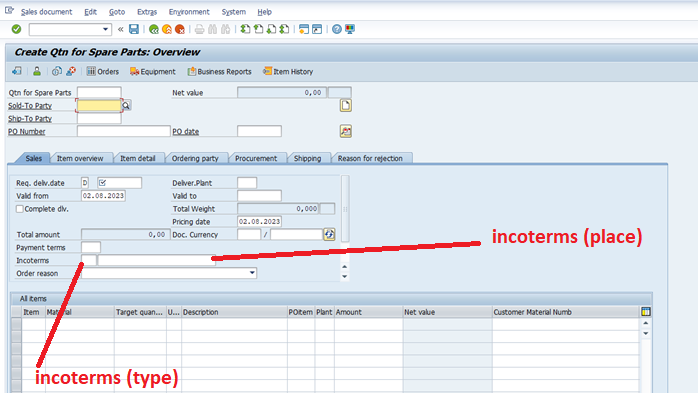 Sales document Edit Goto Extras Environment System Help
Create Qtn for Spare Parts: Overview
Orders Equipment Business Reports Item History
Qtn for Spare Parts Net value 0,00
Sold-To Party
Ship-To Party
PO Number PO date
Sales Item overview Item detail Ordering party Procurement Shipping Reason for rejection
Req. deliv.date D Deliver.Plant
Valid from 02.08.2023 Valid to
Complete dlv. Total Weight 0,000
Pricing date 02.08.2023
Total amount 0,00 Doc. Currency /
Payment terms
Incoterms
incoterms (place)
Order reason
All items
Item Material Target quan... U... Description POitem Plant Amount Net value Customer Material Numb
incoterms (type)